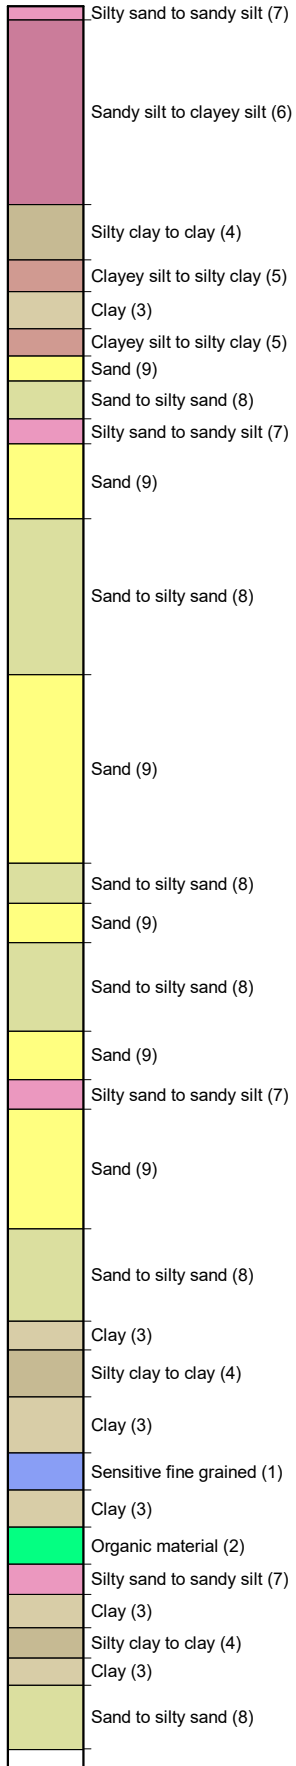 Silty sand to sandy silt (7)
Sandy silt to clayey silt (6)
Silty clay to clay (4)
Clayey silt to silty clay (5)
Clay (3)
Clayey silt to silty clay (5)
Sand (9)
Sand to silty sand (8)
Silty sand to sandy silt (7)
Sand (9)
Sand to silty sand (8)
Sand (9)
Sand to silty sand (8)
Sand (9)
Sand to silty sand (8)
Sand (9)
Silty sand to sandy silt (7)
Sand (9)
Sand to silty sand (8)
Clay (3)
Silty clay to clay (4)
Clay (3)
Sensitive fine grained (1)
Clay (3)
Organic material (2)
Silty sand to sandy silt (7)
Clay (3)
Silty clay to clay (4)
Clay (3)
Sand to silty sand (8)